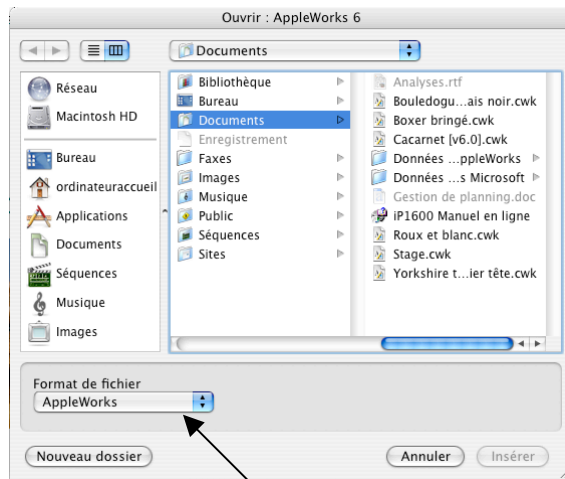 Ouvrir : AppleWorks 6
Documents
Réseau
Macintosh HD
Bureau
ordinateuraccueil
Applications
Documents
Séquences
Musique
Images
Bibliothèque
Bureau
Documents
Enregistrement
Faxes
Images
Musique
Public
Séquences
Sites
Analyses.rtf
Bouledogu...ais noir.cwk
Boxer bringé.cwk
Cacarnet [v6.0].cwk
Données ...ppleWorks
Données ...s Microsoft
Gestion de planning.doc
iP1600 Manuel en ligne
Roux et blanc.cwk
Stage.cwk
Yorkshire t...ier tête.cwk
Format de fichier
AppleWorks
Nouveau dossier
Annuler
Insérer